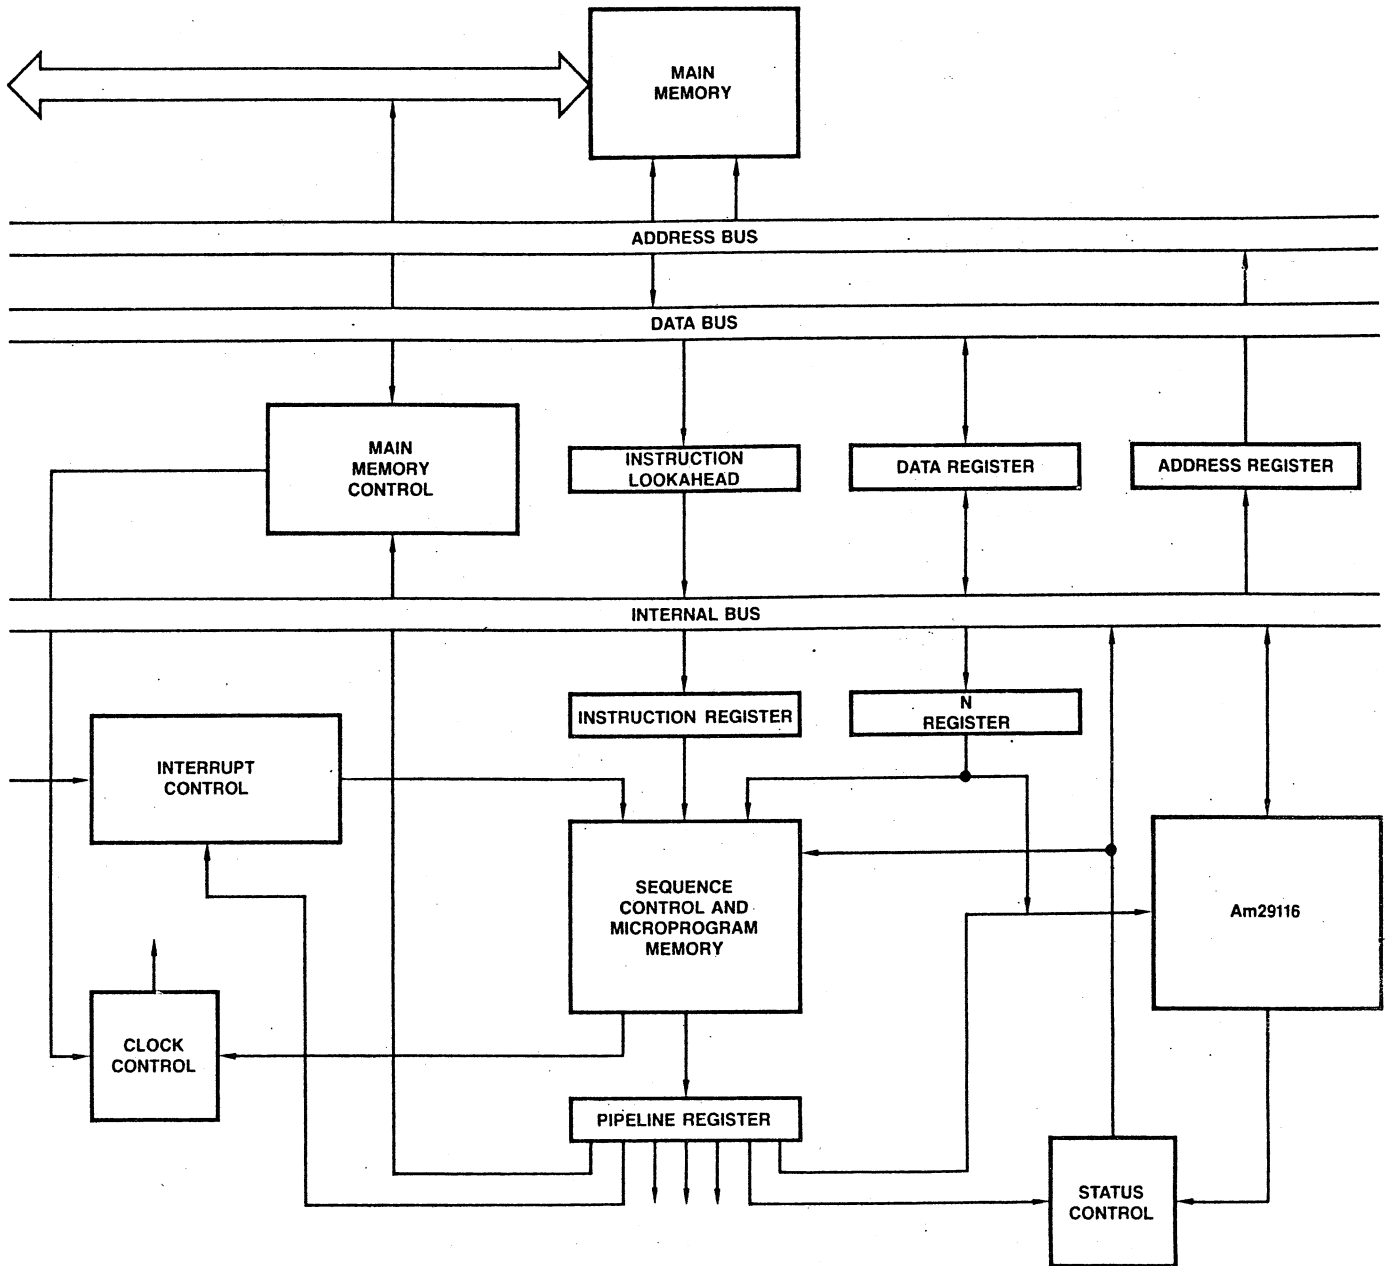 MAIN
MEMORY
ADDRESS BUS
DATA BUS
MAIN
MEMORY
CONTROL
INSTRUCTION
LOOKAHEAD
DATA REGISTER
ADDRESS REGISTER
INTERNAL BUS
INSTRUCTION REGISTER
N
REGISTER
INTERRUPT
CONTROL
SEQUENCE
CONTROL AND
MICROPROGRAM
MEMORY
Am29116
CLOCK
CONTROL
PIPELINE REGISTER
STATUS
CONTROL